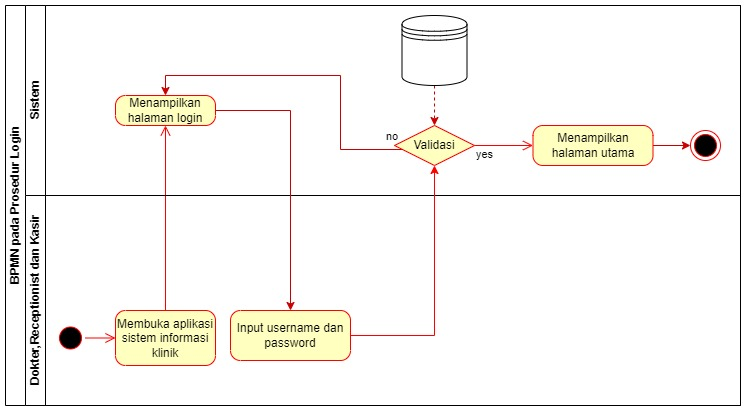 BPMN pada Prosedur Login
Sistem
Menampilkan
halaman login
no
Validasi
yes
Menampilkan
halaman utama
Dokter,Receptionist dan Kasir
Membuka aplikasi
sistem informasi
klinik
Input username dan
password